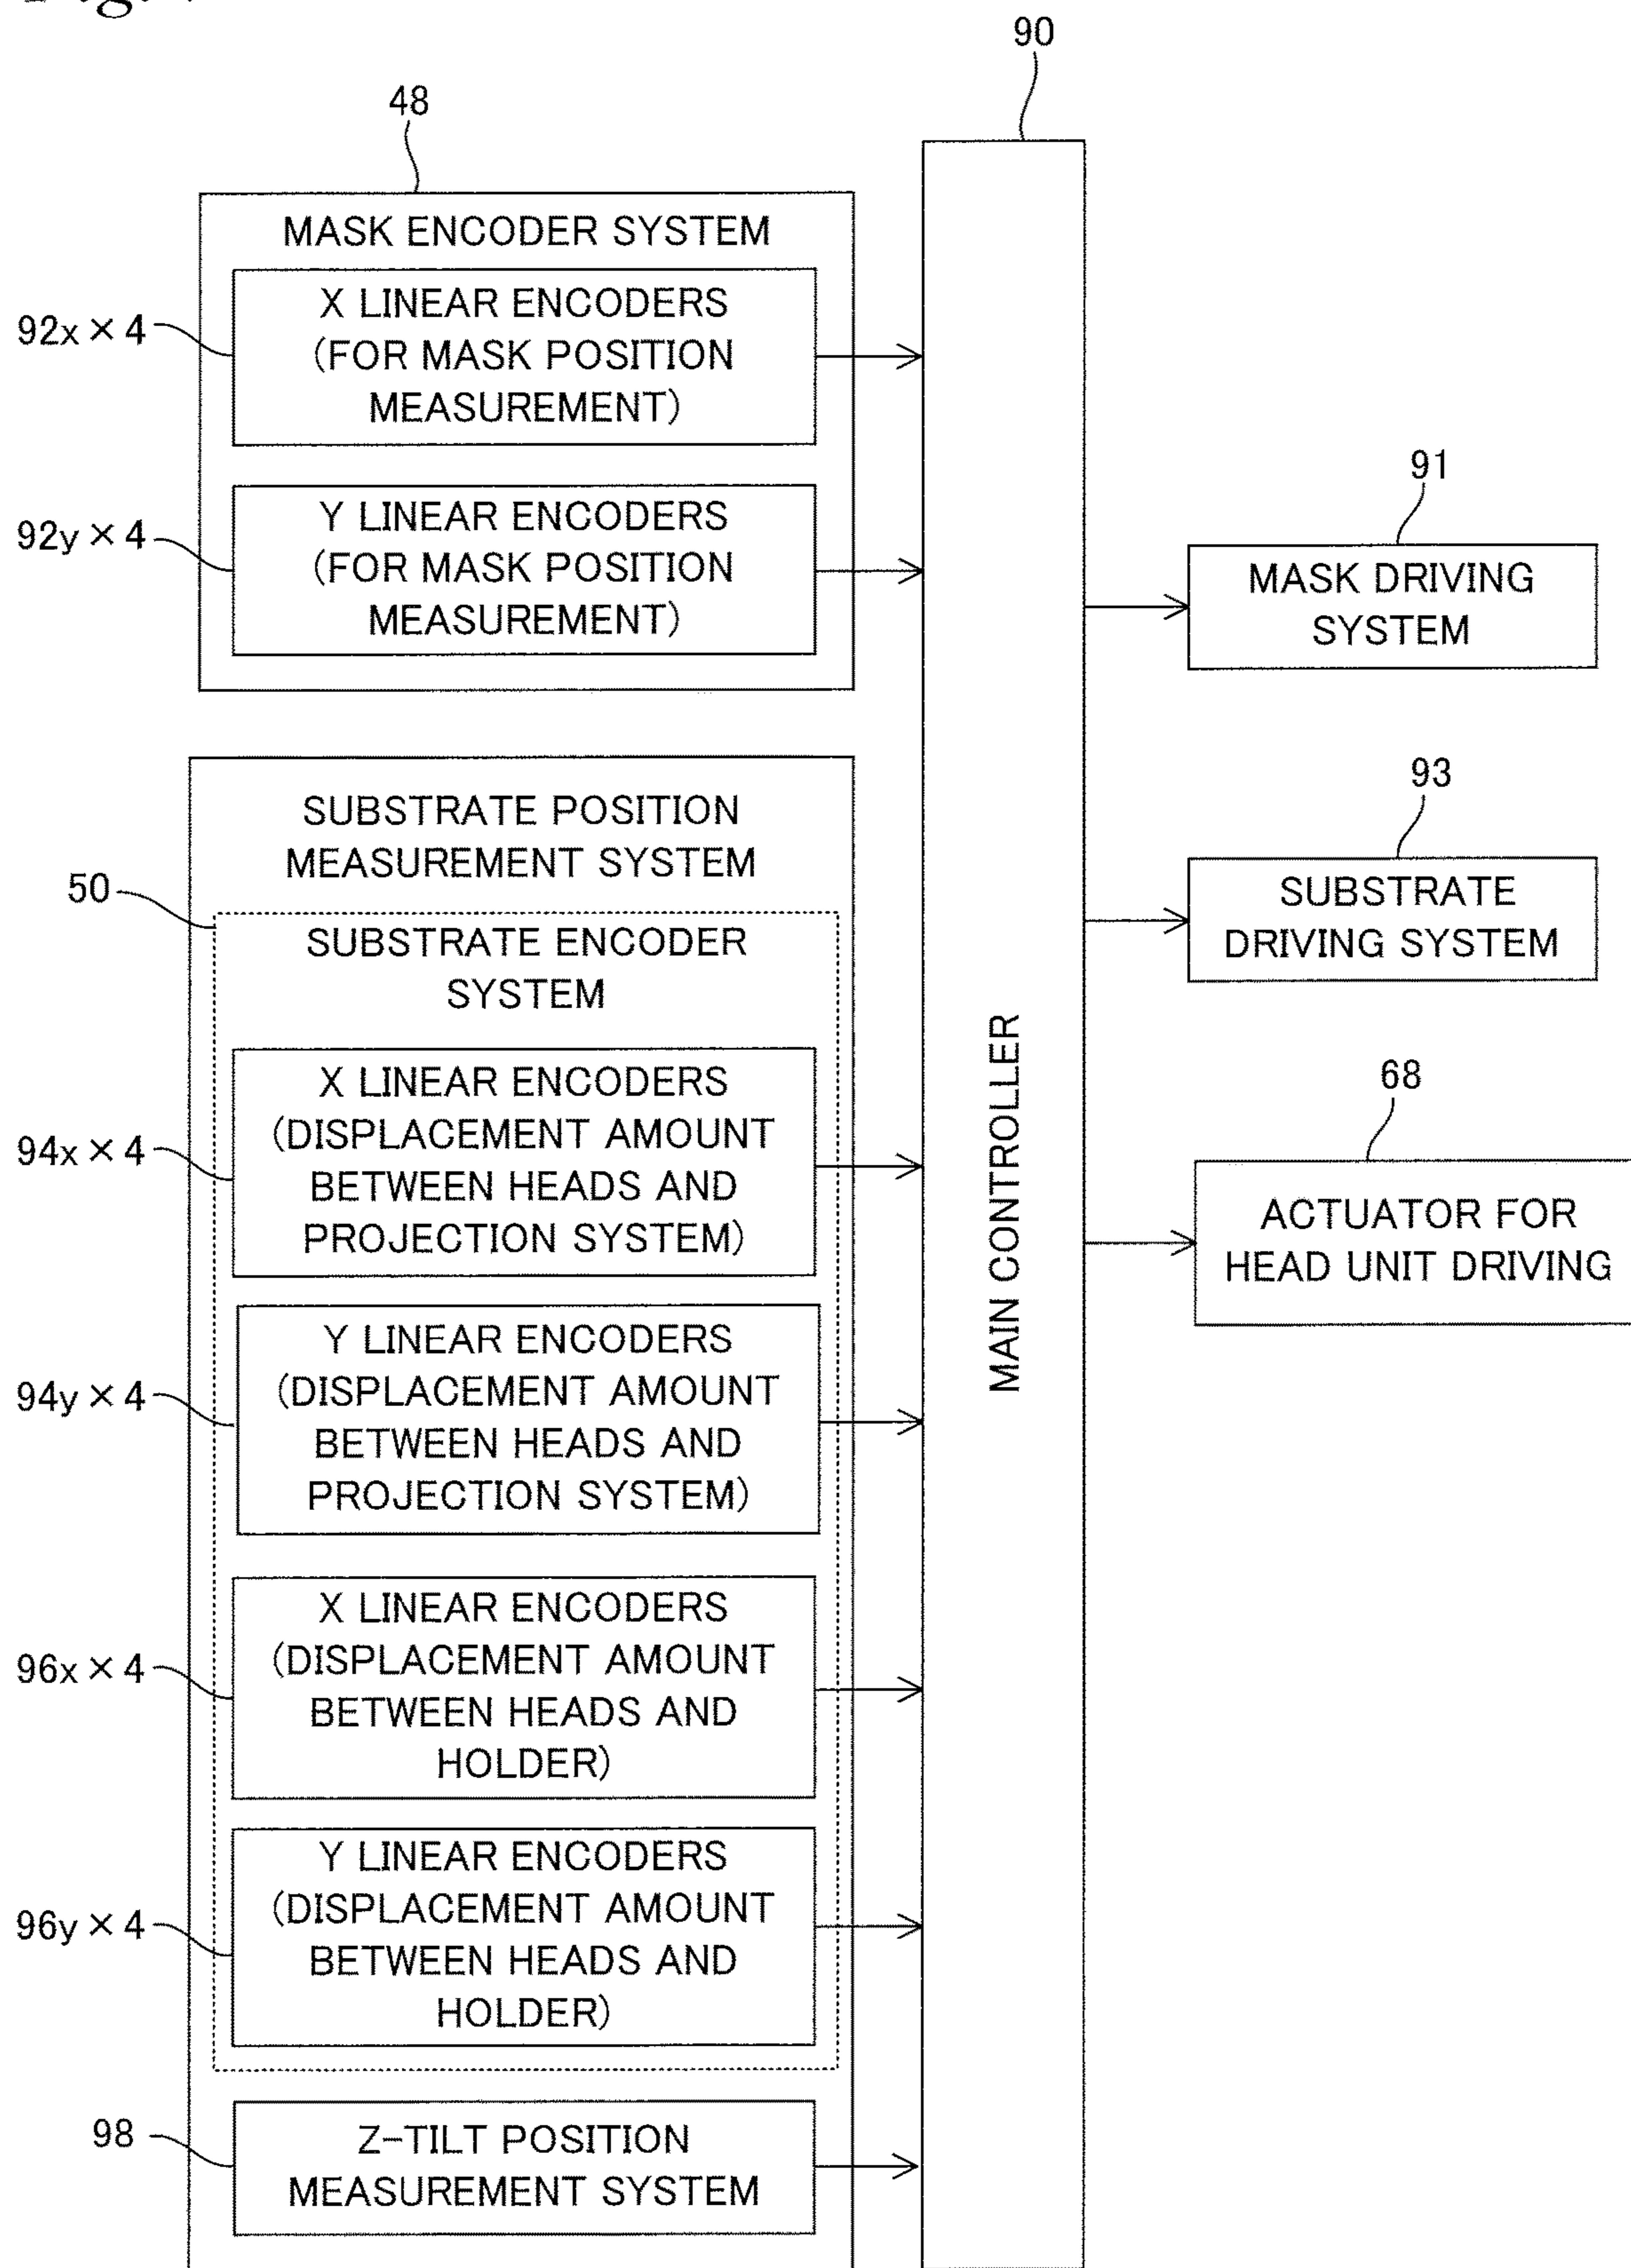 90
48
MASK ENCODER SYSTEM
92x × 4
X LINEAR ENCODERS
(FOR MASK POSITION
MEASUREMENT)
92y × 4
Y LINEAR ENCODERS
(FOR MASK POSITION
MEASUREMENT)
SUBSTRATE POSITION
MEASUREMENT SYSTEM
50
SUBSTRATE ENCODER
SYSTEM
94x × 4
X LINEAR ENCODERS
(DISPLACEMENT AMOUNT
BETWEEN HEADS AND
PROJECTION SYSTEM)
94y × 4
Y LINEAR ENCODERS
(DISPLACEMENT AMOUNT
BETWEEN HEADS AND
PROJECTION SYSTEM)
96x × 4
X LINEAR ENCODERS
(DISPLACEMENT AMOUNT
BETWEEN HEADS AND
HOLDER)
96y × 4
Y LINEAR ENCODERS
(DISPLACEMENT AMOUNT
BETWEEN HEADS AND
HOLDER)
98
Z-TILT POSITION
MEASUREMENT SYSTEM
MAIN CONTROLLER
91
MASK DRIVING
SYSTEM
93
SUBSTRATE
DRIVING SYSTEM
68
ACTUATOR FOR
HEAD UNIT DRIVING